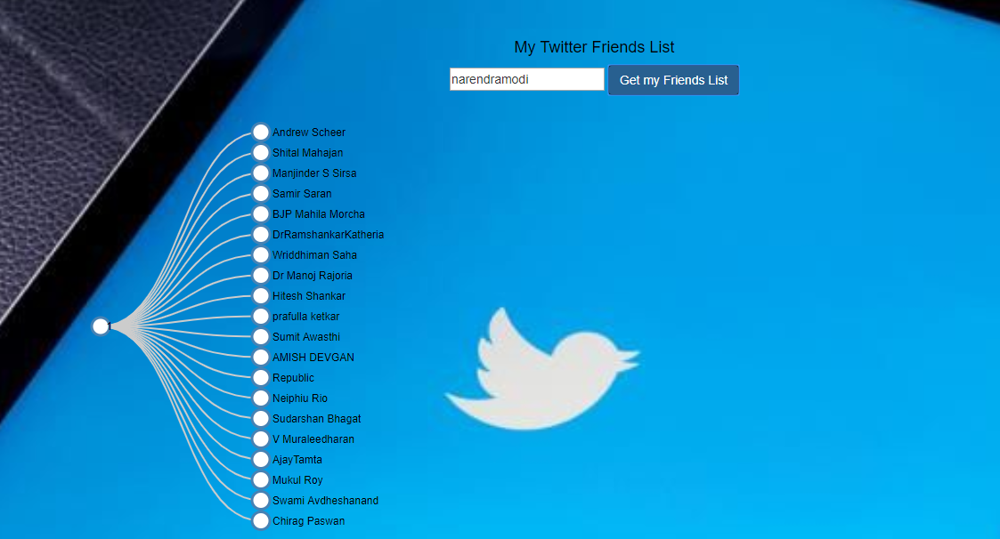 My Twitter Friends List
narendramodi
Get my Friends List
Andrew Scheer
Shital Mahajan
Manjinder S Sirsa
Samir Saran
BJP Mahila Morcha
DrRamshankarKatheria
Wriddhiman Saha
Dr Manoj Rajoria
Hitesh Shankar
prafulla ketkar
Sumit Awasthi
AMISH DEVGAN
Republic
Neiphiu Rio
Sudarshan Bhagat
V Muraleedharan
AjayTamta
Mukul Roy
Swami Avdheshanand
Chirag Paswan